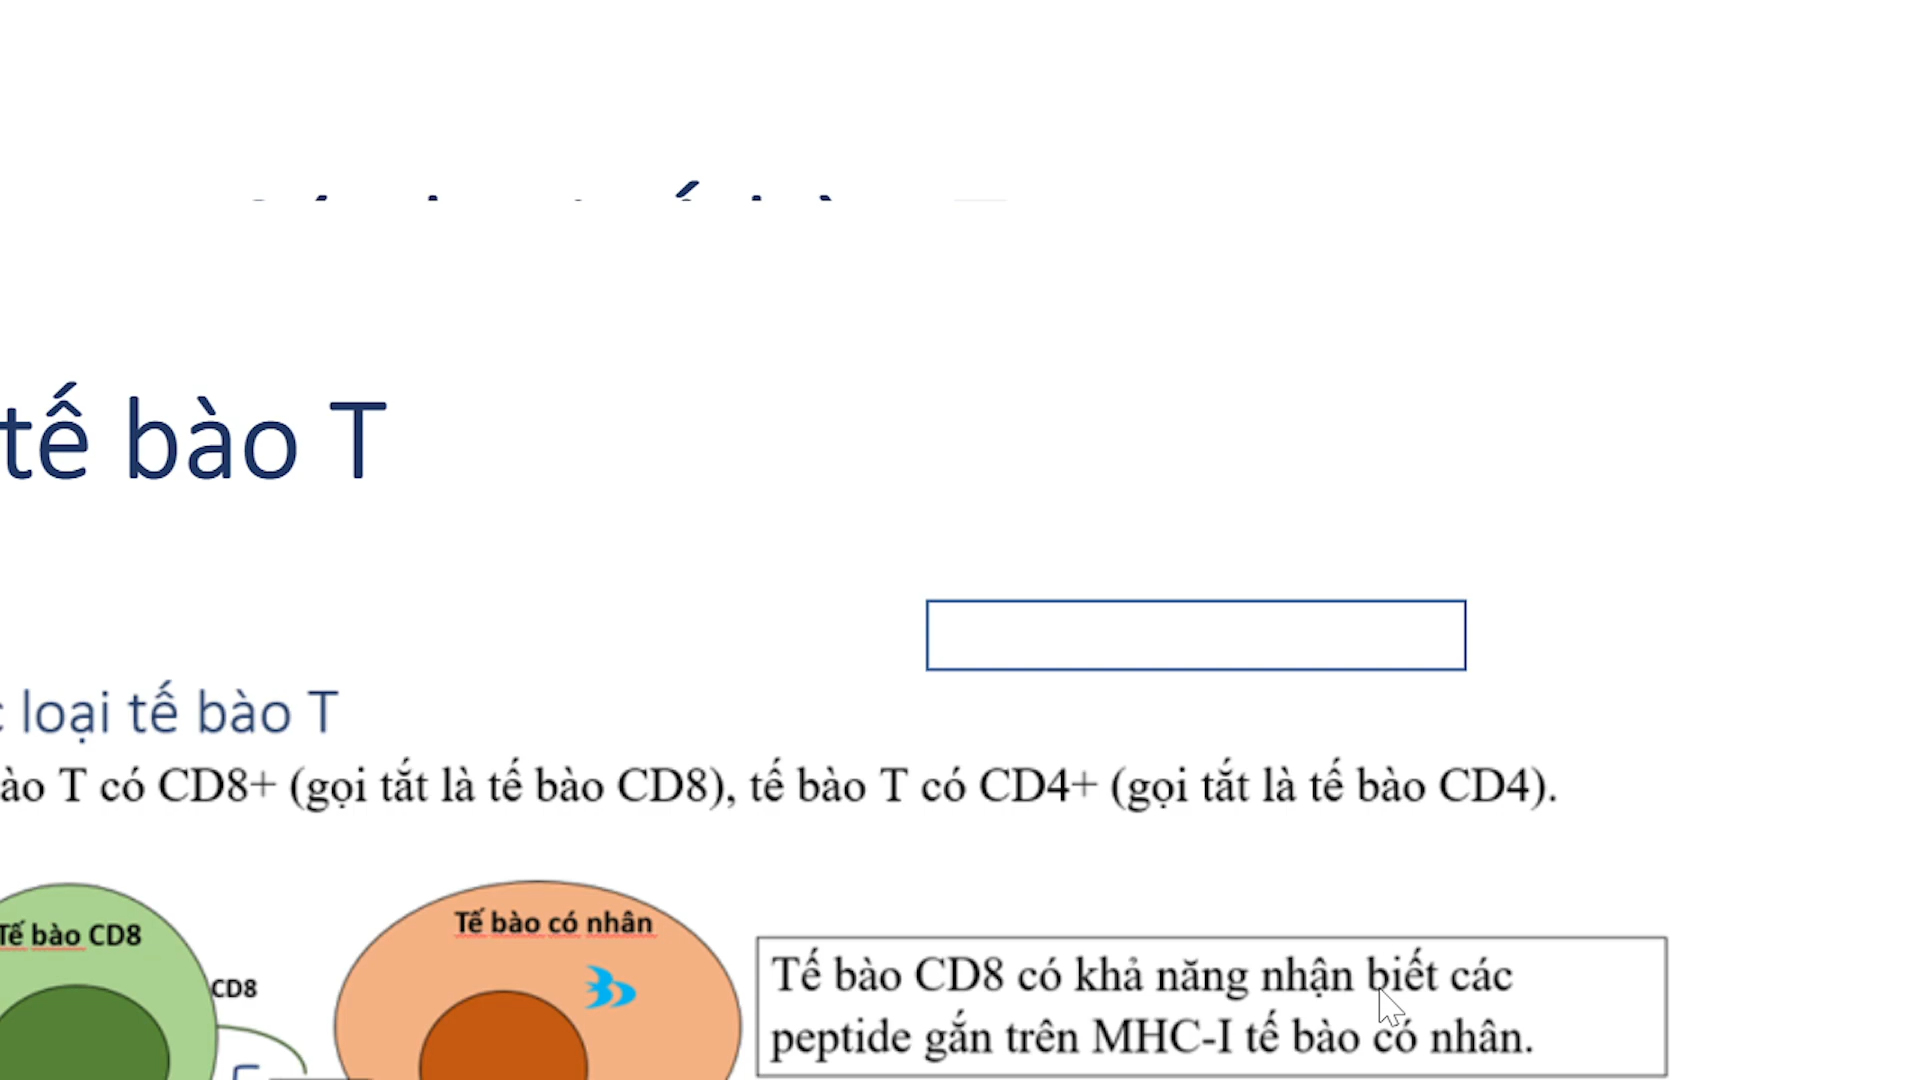 tế bào T
loại tế bào T
ào T có CD8+ (gọi tắt là tế bào CD8), tế bào T có CD4+ (gọi tắt là tế bào CD4).
Tế bào CD8
Tế bào có nhân
CD8
Tế bào CD8 có khả năng nhận biết các
peptide gắn trên MHC-I tế bào có nhân.